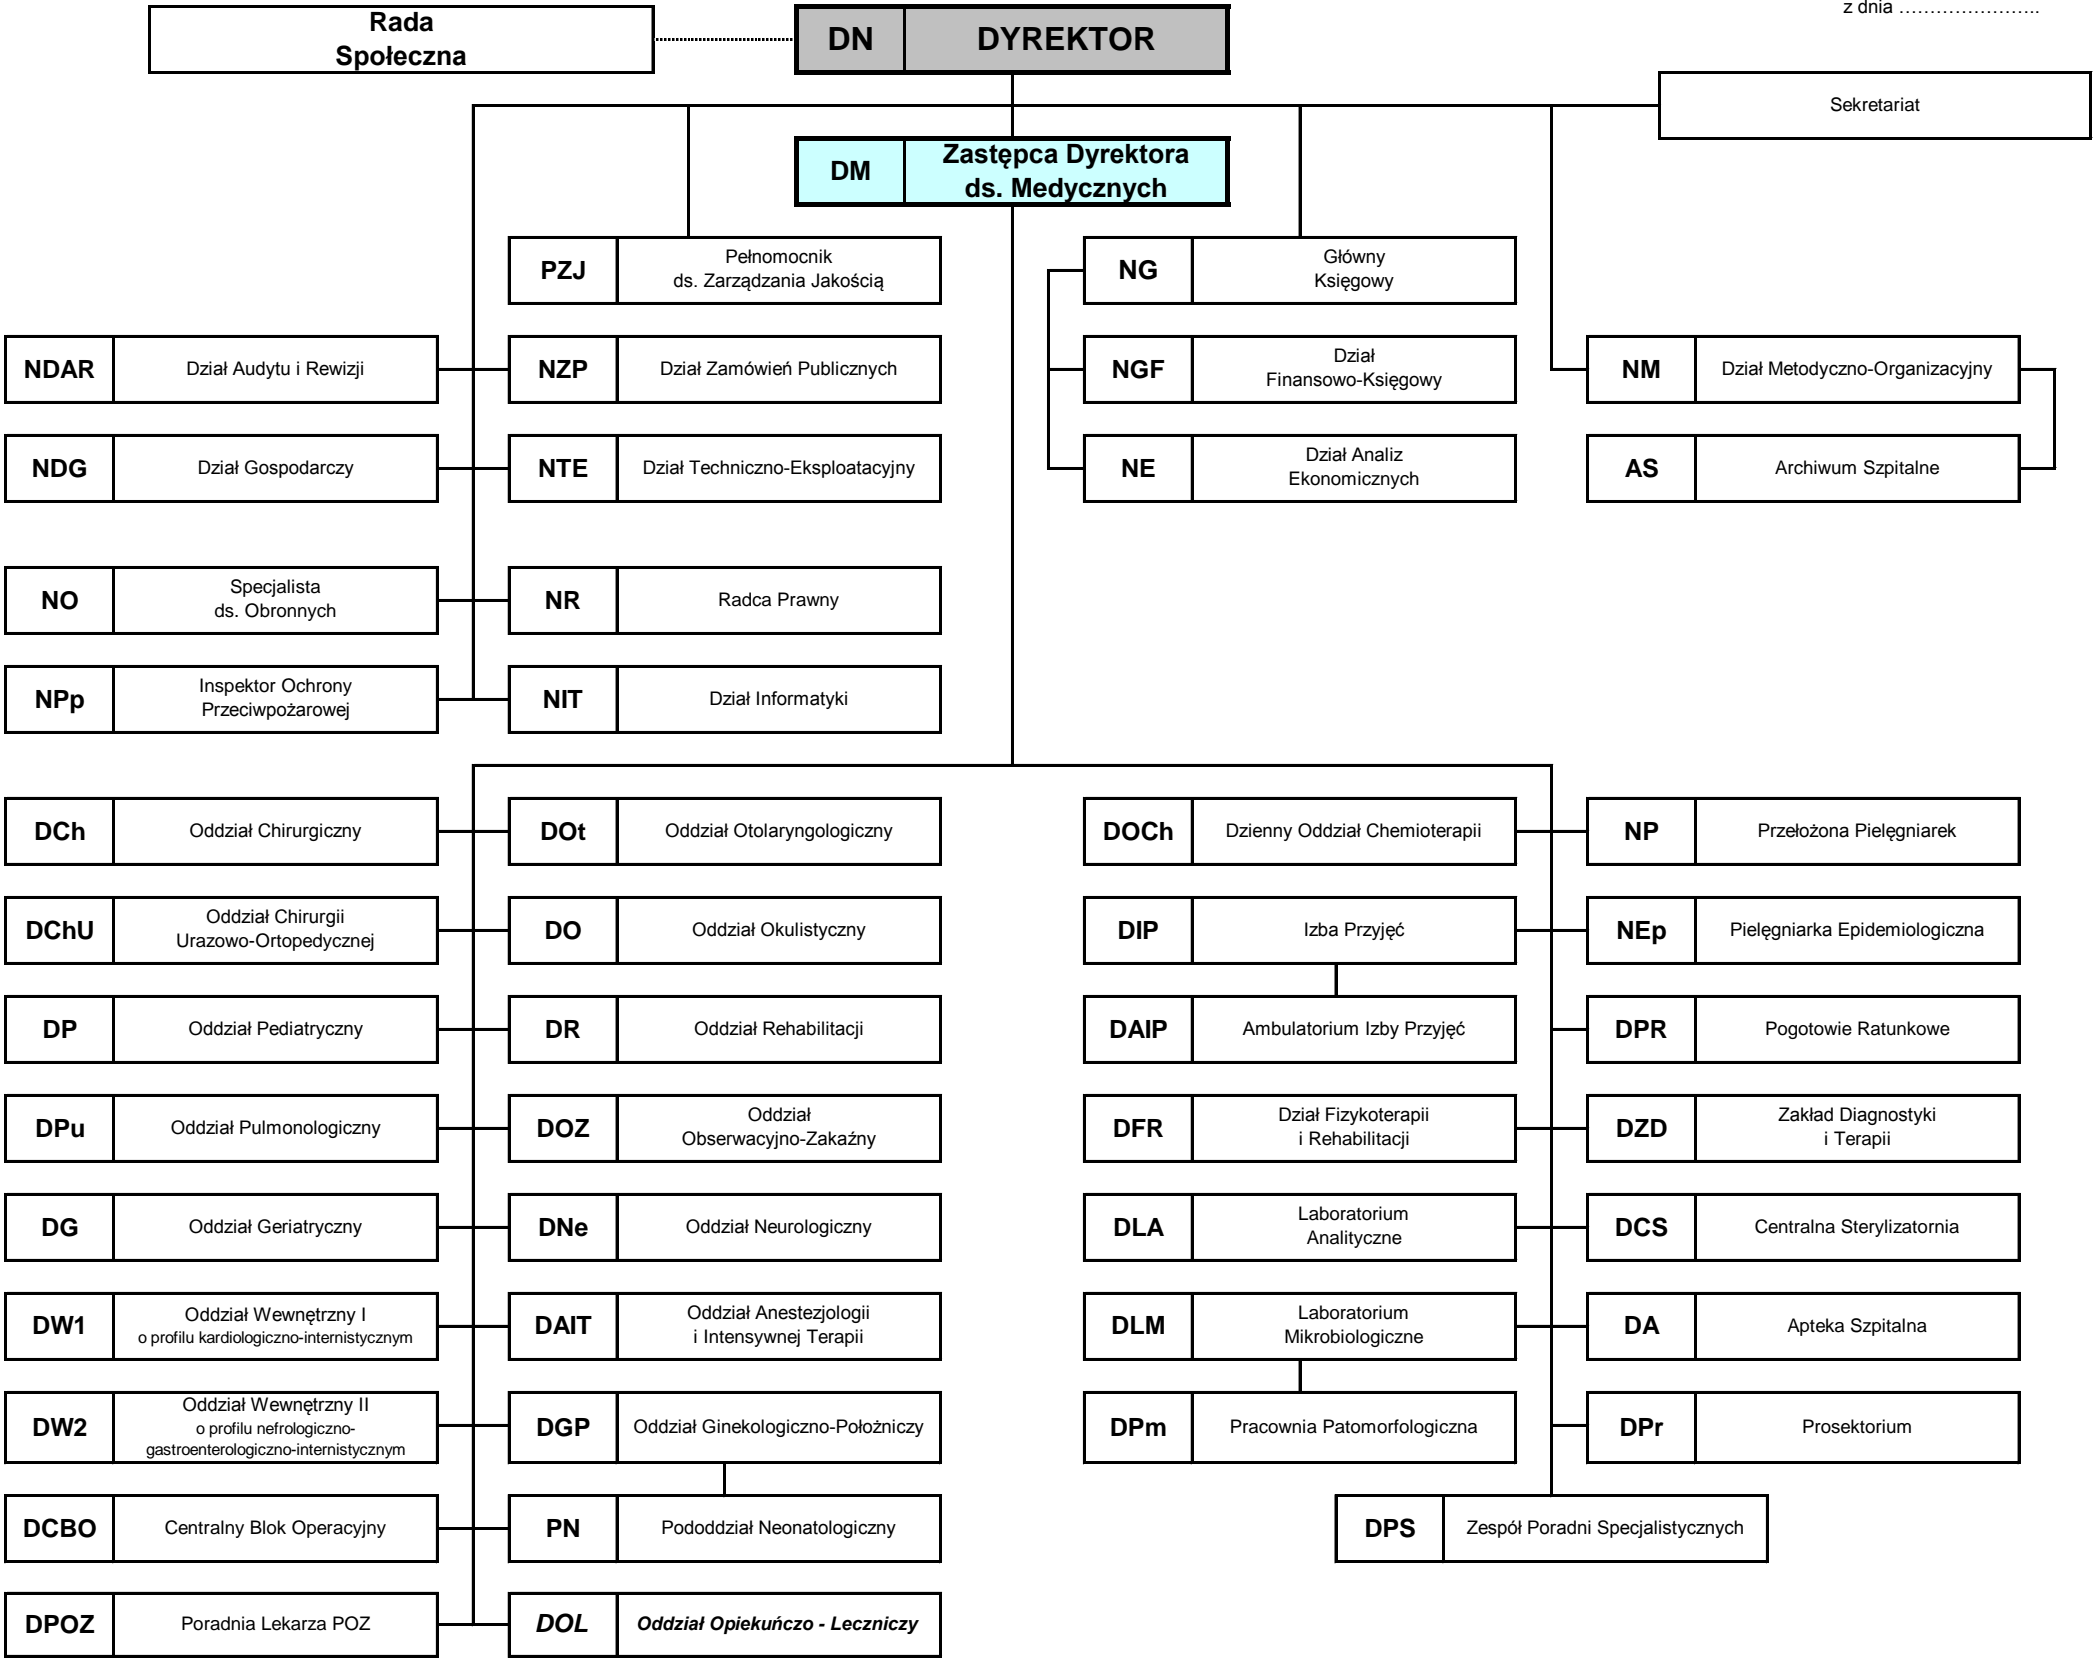 z dnia …………………..
Rada
Społeczna
DN DYREKTOR
Sekretariat
DM Zastępca Dyrektora
ds. Medycznych
PZJ Pełnomocnik
ds. Zarządzania Jakością
NG Główny
Księgowy
NDAR Dział Audytu i Rewizji
NZP Dział Zamówień Publicznych
NGF Dział
Finansowo-Księgowy
NM Dział Metodyczno-Organizacyjny
NDG Dział Gospodarczy
NTE Dział Techniczno-Eksploatacyjny
NE Dział Analiz
Ekonomicznych
AS Archiwum Szpitalne
NO Specjalista
ds. Obronnych
NR Radca Prawny
NPp Inspektor Ochrony
Przeciwpożarowej
NIT Dział Informatyki
DCh Oddział Chirurgiczny
DOt Oddział Otolaryngologiczny
DOCh Dzienny Oddział Chemioterapii
NP Przełożona Pielęgniarek
DChU Oddział Chirurgii
Urazowo-Ortopedycznej
DO Oddział Okulistyczny
DIP Izba Przyjęć
NEp Pielęgniarka Epidemiologiczna
DP Oddział Pediatryczny
DR Oddział Rehabilitacji
DAIP Ambulatorium Izby Przyjęć
DPR Pogotowie Ratunkowe
DPu Oddział Pulmonologiczny
DOZ Oddział
Obserwacyjno-Zakaźny
DFR Dział Fizykoterapii
i Rehabilitacji
DZD Zakład Diagnostyki
i Terapii
DG Oddział Geriatryczny
DNe Oddział Neurologiczny
DLA Laboratorium
Analityczne
DCS Centralna Sterylizatornia
DW1 Oddział Wewnętrzny I
o profilu kardiologiczno-internistycznym
DAIT Oddział Anestezjologii
i Intensywnej Terapii
DLM Laboratorium
Mikrobiologiczne
DA Apteka Szpitalna
DW2 Oddział Wewnętrzny II
o profilu nefrologiczno-
gastroenterologiczno-internistycznym
DGP Oddział Ginekologiczno-Położniczy
DPm Pracownia Patomorfologiczna
DPr Prosektorium
DCBO Centralny Blok Operacyjny
PN Pododdział Neonatologiczny
DPS Zespół Poradni Specjalistycznych
DPOZ Poradnia Lekarza POZ
DOL Oddział Opiekuńczo - Leczniczy